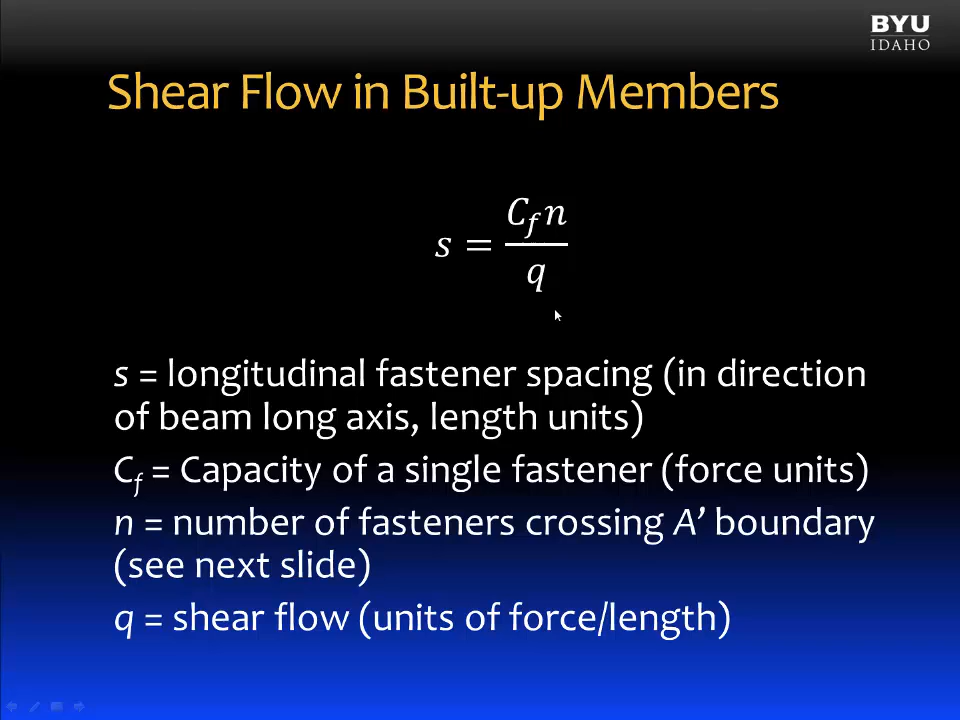 BYU
IDAHO
Shear Flow in Built-up Members
s = C_f n / q
s = longitudinal fastener spacing (in direction
of beam long axis, length units)
C_f = Capacity of a single fastener (force units)
n = number of fasteners crossing A’ boundary
(see next slide)
q = shear flow (units of force/length)